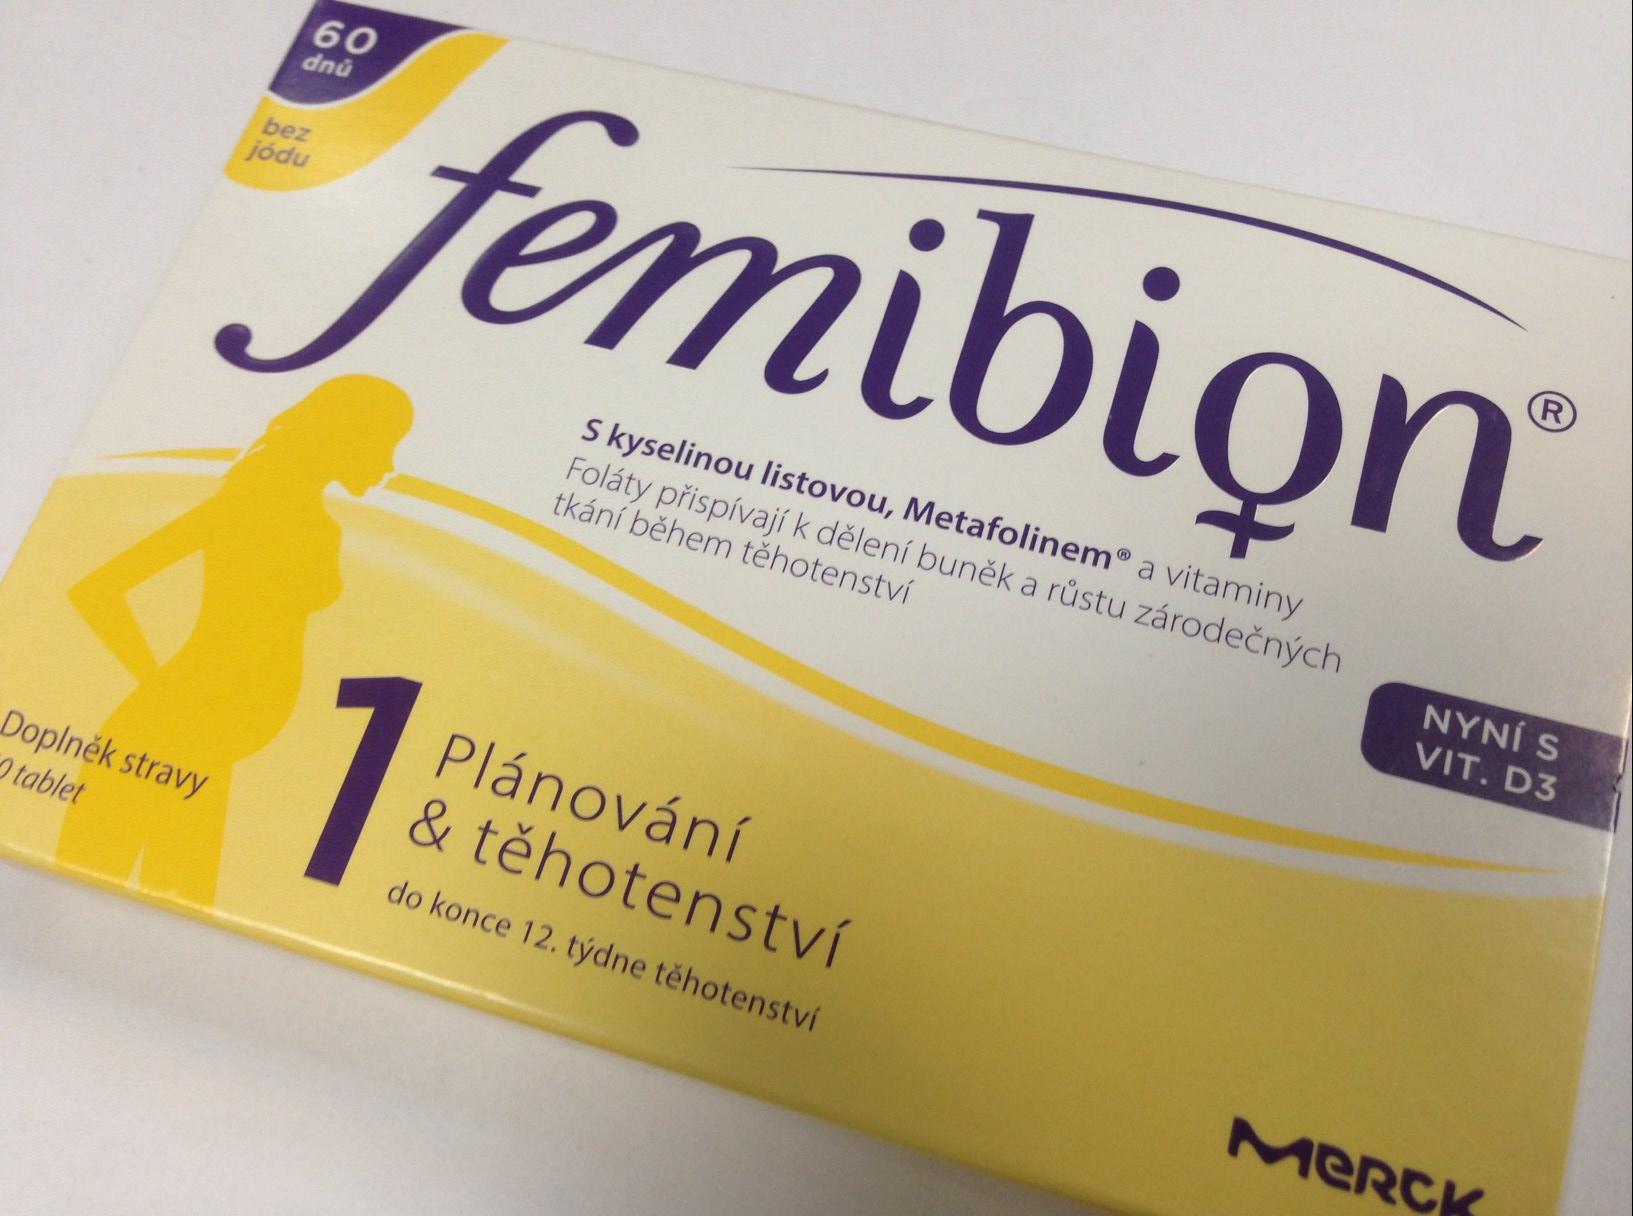 60
dnů
bez
jódu
femibion®
S kyselinou listovou, Metafolinem® a vitaminy
Foláty přispívají k dělení buněk a růstu zárodečných
tkání během těhotenství
NYNÍ S
VIT. D3
Doplněk stravy
tablet
1 Plánování
& těhotenství
do konce 12. týdne těhotenství
MERCK